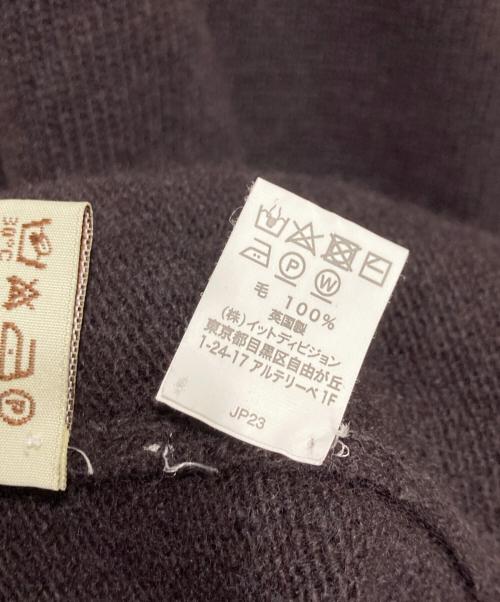 30°C
P
W
毛 100%
英国製
(株)イットディビジョン
東京都目黒区自由が丘
1-24-17 アルテリーベ 1F
JP23
P